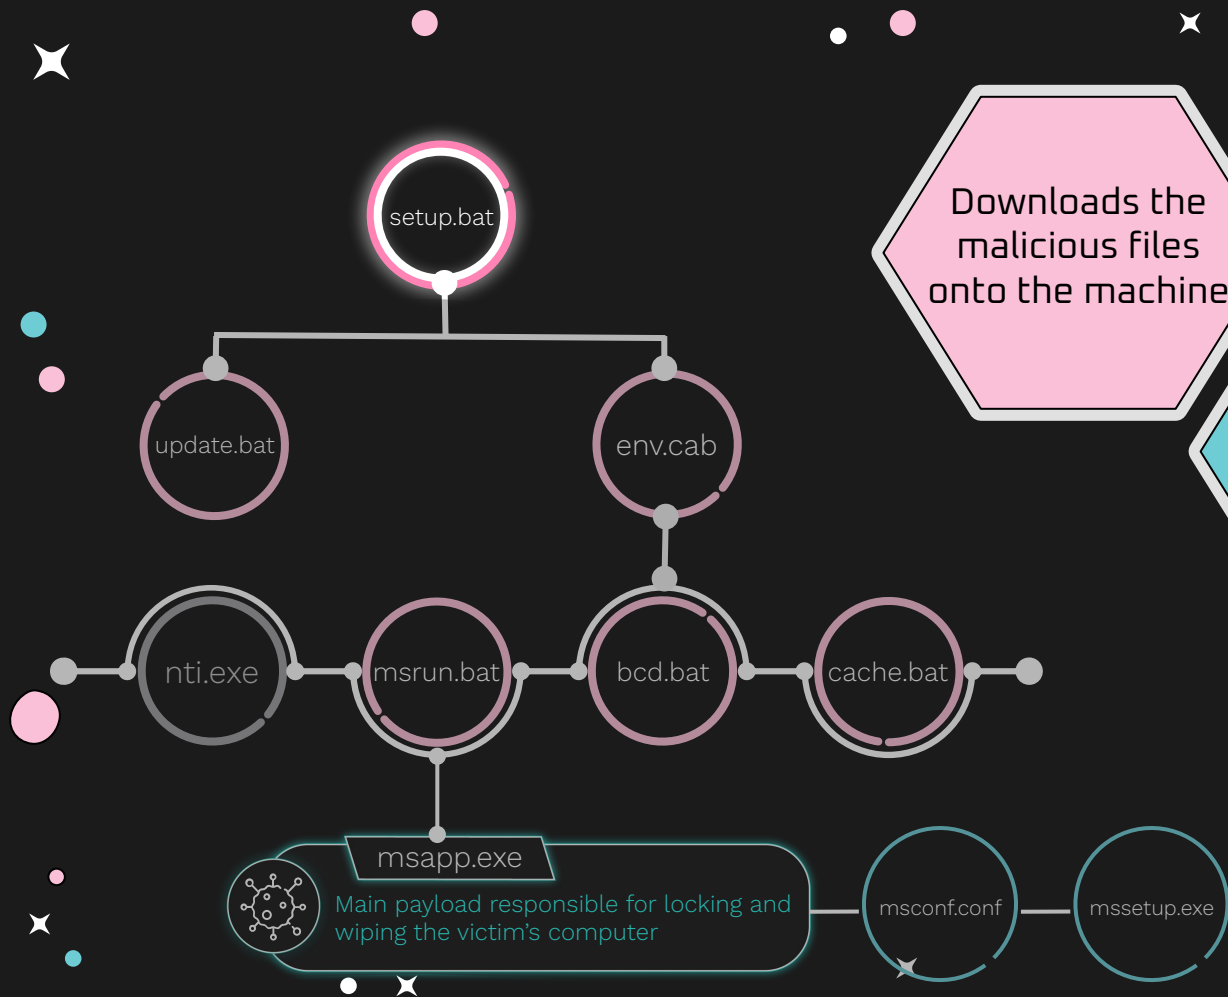 setup.bat
Downloads the
malicious files
onto the machine
update.bat
env.cab
nti.exe
msrun.bat
bcd.bat
cache.bat
msapp.exe
Main payload responsible for locking and
wiping the victim's computer
msconf.conf
mssetup.exe